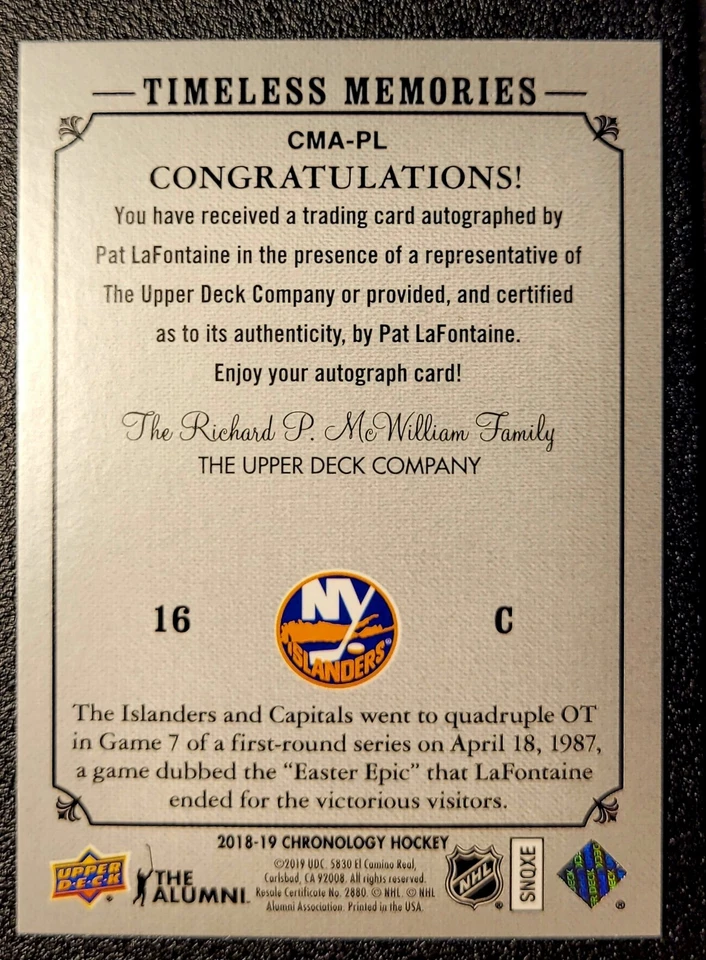 TIMELESS MEMORIES
CMA-PL
CONGRATULATIONS!
You have received a trading card autographed by
Pat LaFontaine in the presence of a representative of
The Upper Deck Company or provided, and certified
as to its authenticity, by Pat LaFontaine.
Enjoy your autograph card!
The Richard P. McWilliam Family
THE UPPER DECK COMPANY
16
NY
ISLANDERS
C
The Islanders and Capitals went to quadruple OT
in Game 7 of a first-round series on April 18, 1987,
a game dubbed the “Easter Epic” that LaFontaine
ended for the victorious visitors.
2018-19 CHRONOLOGY HOCKEY
UPPER
DECK
THE
ALUMNI
©2019 UDC. 5830 El Camino Real,
Carlsbad, CA 92008. All rights reserved.
Resale Certificate No. 2880. © NHL. © NHL
Alumni Association. Printed in the USA.
NHL
SNQXE
®